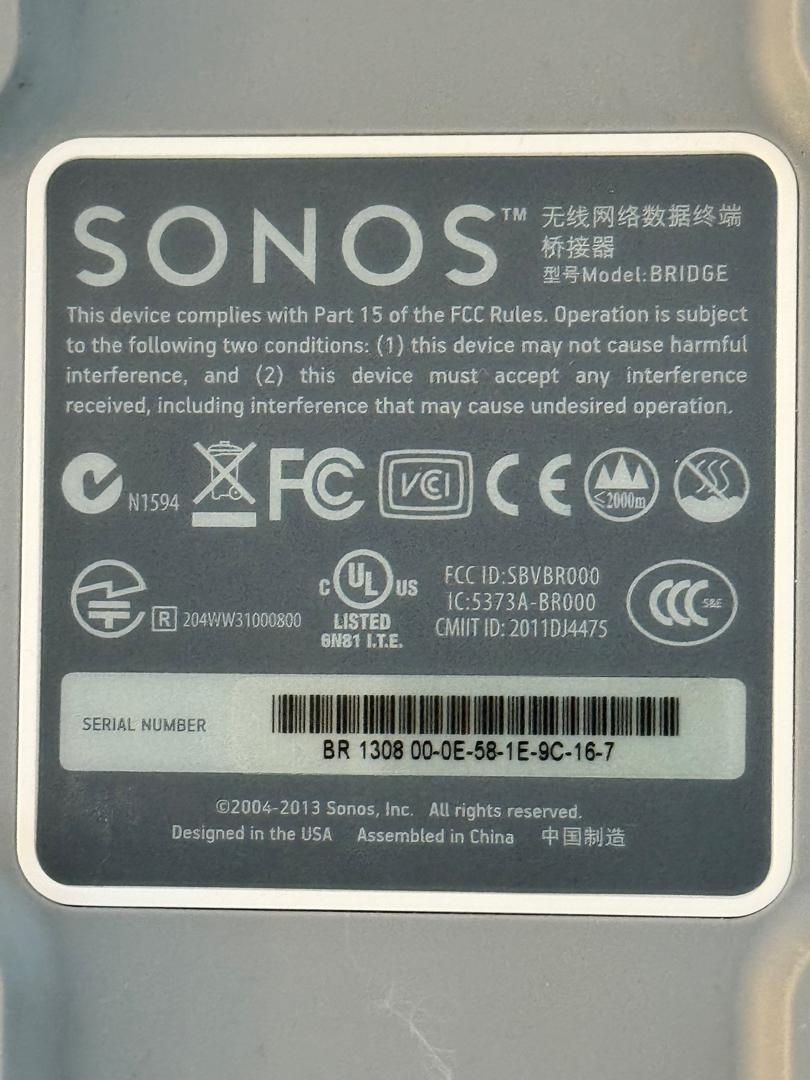 SONOS™ 无线网络数据终端
桥接器
型号Model:BRIDGE
This device complies with Part 15 of the FCC Rules. Operation is subject
to the following two conditions: (1) this device may not cause harmful
interference, and (2) this device must accept any interference
received, including interference that may cause undesired operation.
N1594 FC VCI CE ≤2000m
R 204WW31000800
C UL US
LISTED
6N81 I.T.E.
FCC ID:SBVBR000
IC:5373A-BR000
CMIIT ID: 2011DJ4475
CCC S&E
SERIAL NUMBER
BR 1308 00-0E-58-1E-9C-16-7
©2004-2013 Sonos, Inc. All rights reserved.
Designed in the USA Assembled in China 中国制造